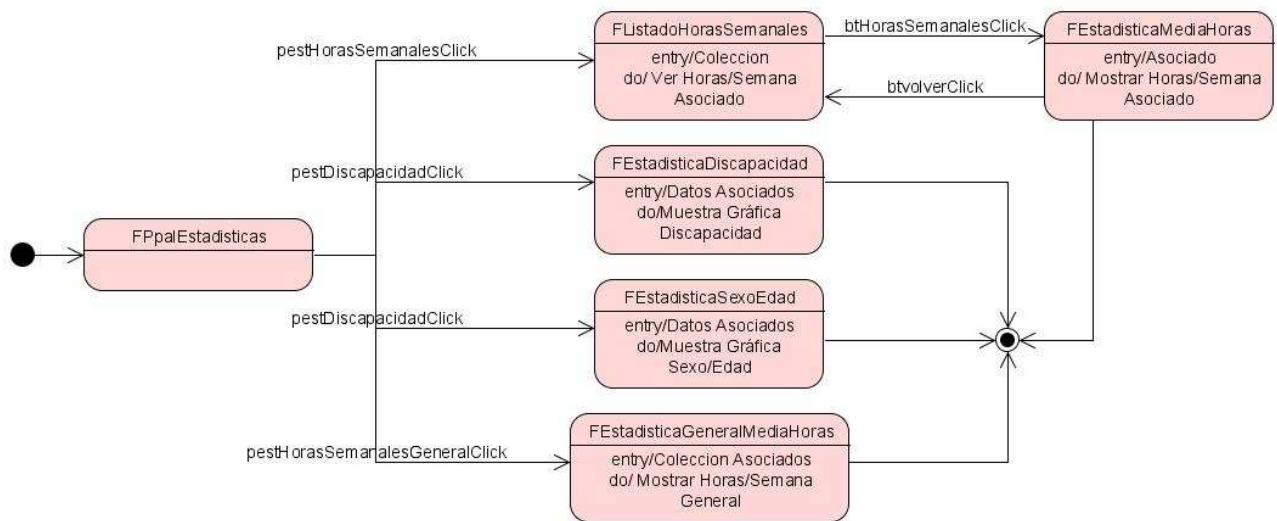 FListadoHorasSemanales
entry/Coleccion
do/ Ver Horas/Semana
Asociado
btHorasSemanalesClick
btvolverClick
FEstadisticaMediaHoras
entry/Asociado
do/ Mostrar Horas/Semana
Asociado
pestHorasSemanalesClick
pestDiscapacidadClick
FEstadisticaDiscapacidad
entry/Datos Asociados
do/Muestra Gráfica
Discapacidad
FPpalEstadisticas
pestDiscapacidadClick
FEstadisticaSexoEdad
entry/Datos Asociados
do/Muestra Gráfica
Sexo/Edad
pestHorasSemanalesGeneralClick
FEstadisticaGeneralMediaHoras
entry/Coleccion Asociados
do/ Mostrar Horas/Semana
General